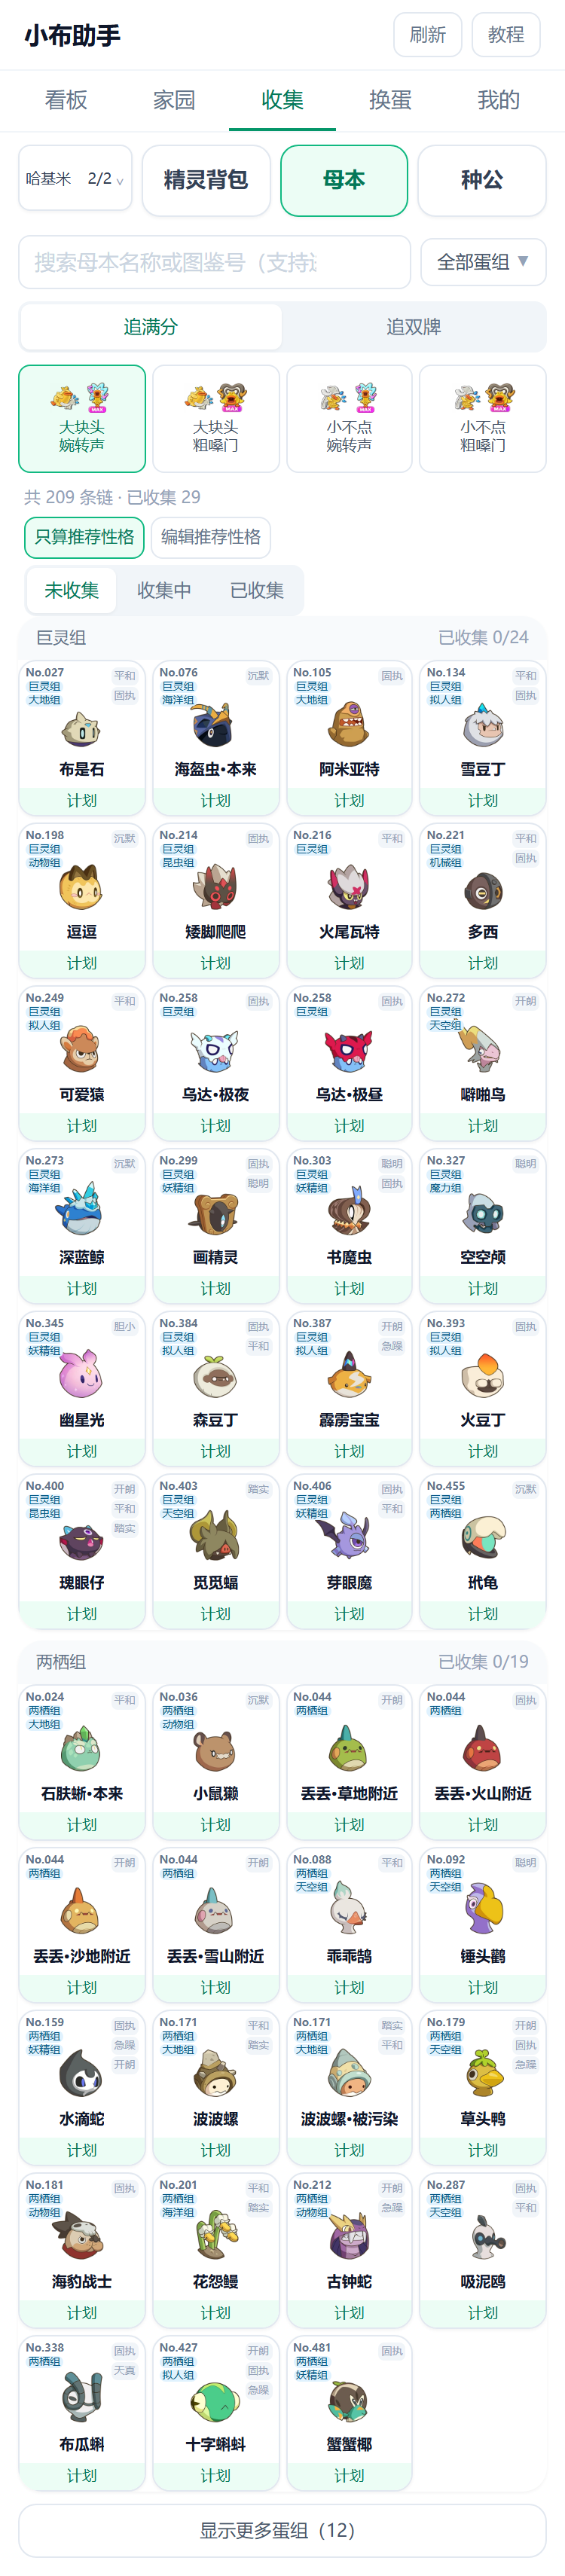 小布助手
刷新
教程
看板
家园
收集
换蛋
我的
哈基米 2/2
精灵背包
母本
种公
搜索母本名称或图鉴号（支持
全部蛋组 ▼
追满分
追双牌
MAX
大块头
婉转声
MAX
大块头
粗嗓门
MAX
小不点
婉转声
MAX
小不点
粗嗓门
共 209 条链 · 已收集 29
只算推荐性格
编辑推荐性格
未收集
收集中
已收集
巨灵组
已收集 0/24
No.027
巨灵组
大地组
平和
固执
布是石
计划
No.076
巨灵组
海洋组
沉默
海盔虫•本来
计划
No.105
巨灵组
大地组
固执
阿米亚特
计划
No.134
巨灵组
拟人组
平和
固执
雪豆丁
计划
No.198
巨灵组
动物组
沉默
逗逗
计划
No.214
巨灵组
昆虫组
固执
矮脚爬爬
计划
No.216
巨灵组
平和
火尾瓦特
计划
No.221
巨灵组
机械组
平和
固执
多西
计划
No.249
巨灵组
拟人组
平和
可爱猿
计划
No.258
巨灵组
固执
乌达•极夜
计划
No.258
巨灵组
固执
乌达•极昼
计划
No.272
巨灵组
天空组
开朗
噼啪鸟
计划
No.273
巨灵组
海洋组
沉默
深蓝鲸
计划
No.299
巨灵组
妖精组
固执
聪明
画精灵
计划
No.303
巨灵组
妖精组
聪明
固执
书魔虫
计划
No.327
巨灵组
魔力组
聪明
空空颅
计划
No.345
巨灵组
妖精组
胆小
幽星光
计划
No.384
巨灵组
拟人组
固执
平和
森豆丁
计划
No.387
巨灵组
拟人组
开朗
急躁
霹雳宝宝
计划
No.393
巨灵组
拟人组
固执
火豆丁
计划
No.400
巨灵组
昆虫组
开朗
平和
踏实
瑰眼仔
计划
No.403
巨灵组
天空组
踏实
觅觅蝠
计划
No.406
巨灵组
妖精组
固执
平和
芽眼魔
计划
No.455
巨灵组
两栖组
沉默
玳龟
计划
两栖组
已收集 0/19
No.024
两栖组
大地组
平和
石肤蜥•本来
计划
No.036
两栖组
动物组
沉默
小鼠獭
计划
No.044
两栖组
开朗
丢丢•草地附近
计划
No.044
两栖组
固执
丢丢•火山附近
计划
No.044
两栖组
开朗
丢丢•沙地附近
计划
No.044
两栖组
开朗
丢丢•雪山附近
计划
No.088
两栖组
天空组
平和
乖乖鹄
计划
No.092
两栖组
天空组
聪明
锤头鹳
计划
No.159
两栖组
妖精组
固执
急躁
开朗
水滴蛇
计划
No.171
两栖组
大地组
平和
踏实
波波螺
计划
No.171
两栖组
大地组
踏实
平和
波波螺•被污染
计划
No.179
两栖组
天空组
开朗
固执
急躁
草头鸭
计划
No.181
两栖组
动物组
固执
海豹战士
计划
No.201
两栖组
海洋组
平和
踏实
花怨鳗
计划
No.212
两栖组
动物组
开朗
急躁
古钟蛇
计划
No.287
两栖组
天空组
固执
平和
吸泥鸥
计划
No.338
两栖组
固执
天真
布瓜蝌
计划
No.427
两栖组
拟人组
开朗
固执
急躁
十字蝌蚪
计划
No.481
两栖组
妖精组
固执
蟹蟹椰
计划
显示更多蛋组（12）